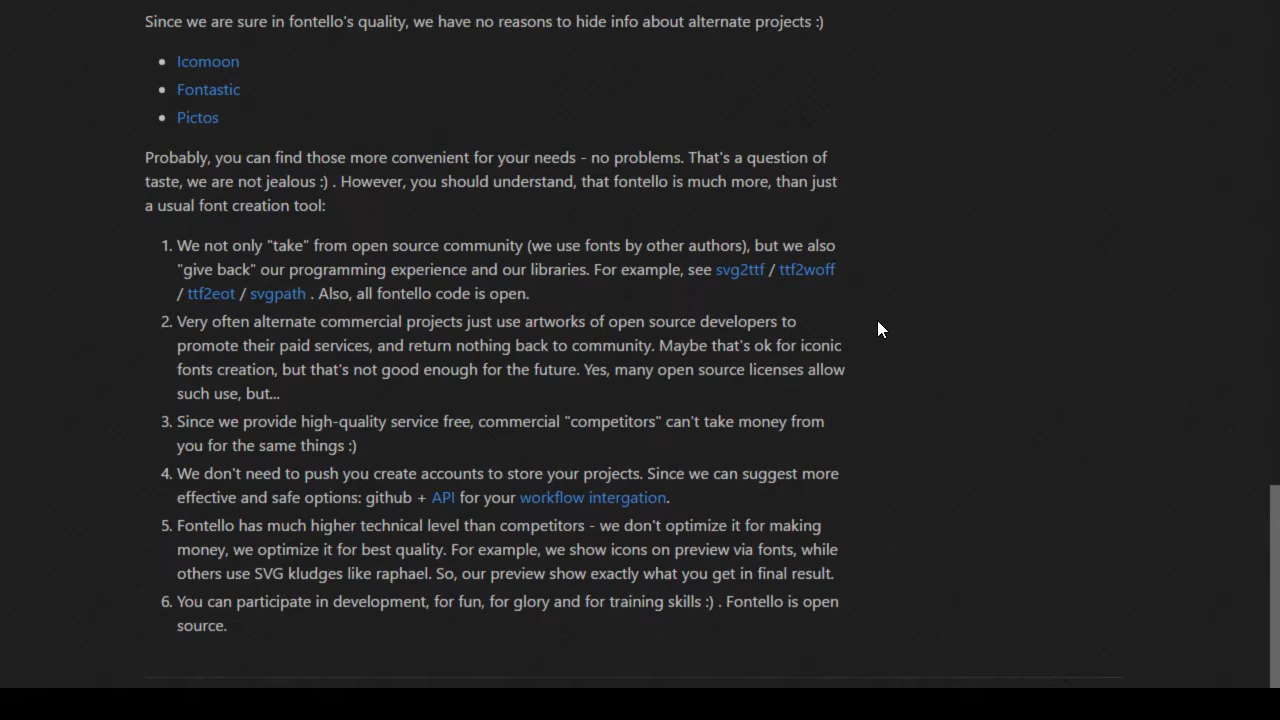 Since we are sure in fontello's quality, we have no reasons to hide info about alternate projects :)
Icomoon
Fontastic
Pictos
Probably, you can find those more convenient for your needs - no problems. That's a question of
taste, we are not jealous :) . However, you should understand, that fontello is much more, than just
a usual font creation tool:
1. We not only "take" from open source community (we use fonts by other authors), but we also
"give back" our programming experience and our libraries. For example, see svg2ttf / ttf2woff
/ ttf2eot / svgpath . Also, all fontello code is open.
2. Very often alternate commercial projects just use artworks of open source developers to
promote their paid services, and return nothing back to community. Maybe that's ok for iconic
fonts creation, but that's not good enough for the future. Yes, many open source licenses allow
such use, but...
3. Since we provide high-quality service free, commercial "competitors" can't take money from
you for the same things :)
4. We don't need to push you create accounts to store your projects. Since we can suggest more
effective and safe options: github + API for your workflow intergation.
5. Fontello has much higher technical level than competitors - we don't optimize it for making
money, we optimize it for best quality. For example, we show icons on preview via fonts, while
others use SVG kludges like raphael. So, our preview show exactly what you get in final result.
6. You can participate in development, for fun, for glory and for training skills :) . Fontello is open
source.